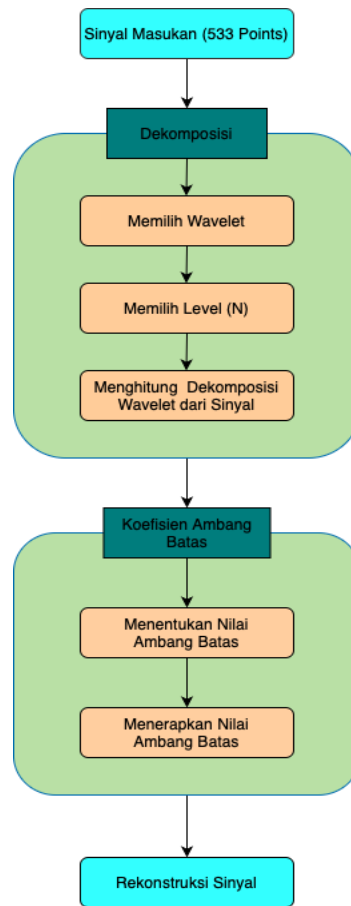 Sinyal Masukan (533 Points)
Dekomposisi
Memilih Wavelet
Memilih Level (N)
Menghitung Dekomposisi
Wavelet dari Sinyal
Koefisien Ambang
Batas
Menentukan Nilai
Ambang Batas
Menerapkan Nilai
Ambang Batas
Rekonstruksi Sinyal